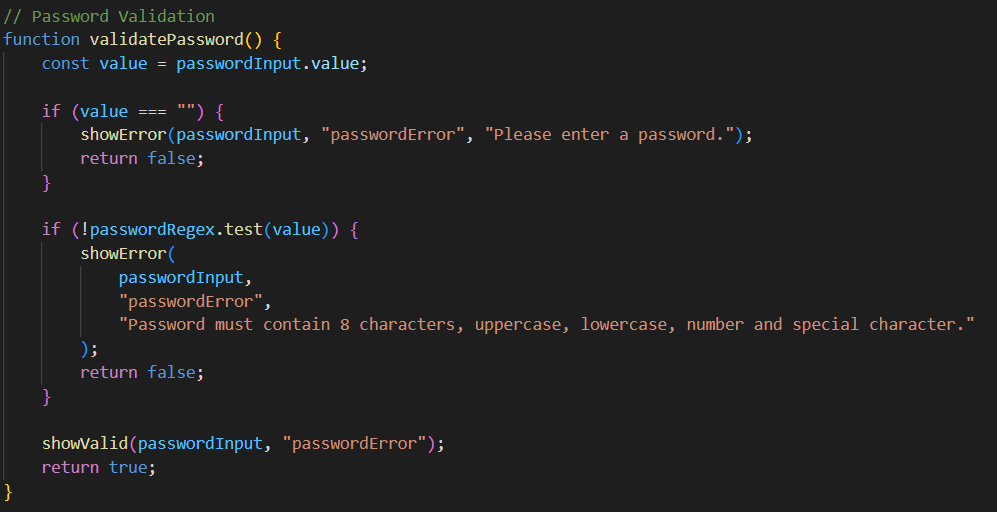 // Password Validation
function validatePassword() {
    const value = passwordInput.value;

    if (value === "") {
        showError(passwordInput, "passwordError", "Please enter a password.");
        return false;
    }

    if (!passwordRegex.test(value)) {
        showError(
            passwordInput,
            "passwordError",
            "Password must contain 8 characters, uppercase, lowercase, number and special character."
        );
        return false;
    }

    showValid(passwordInput, "passwordError");
    return true;
}